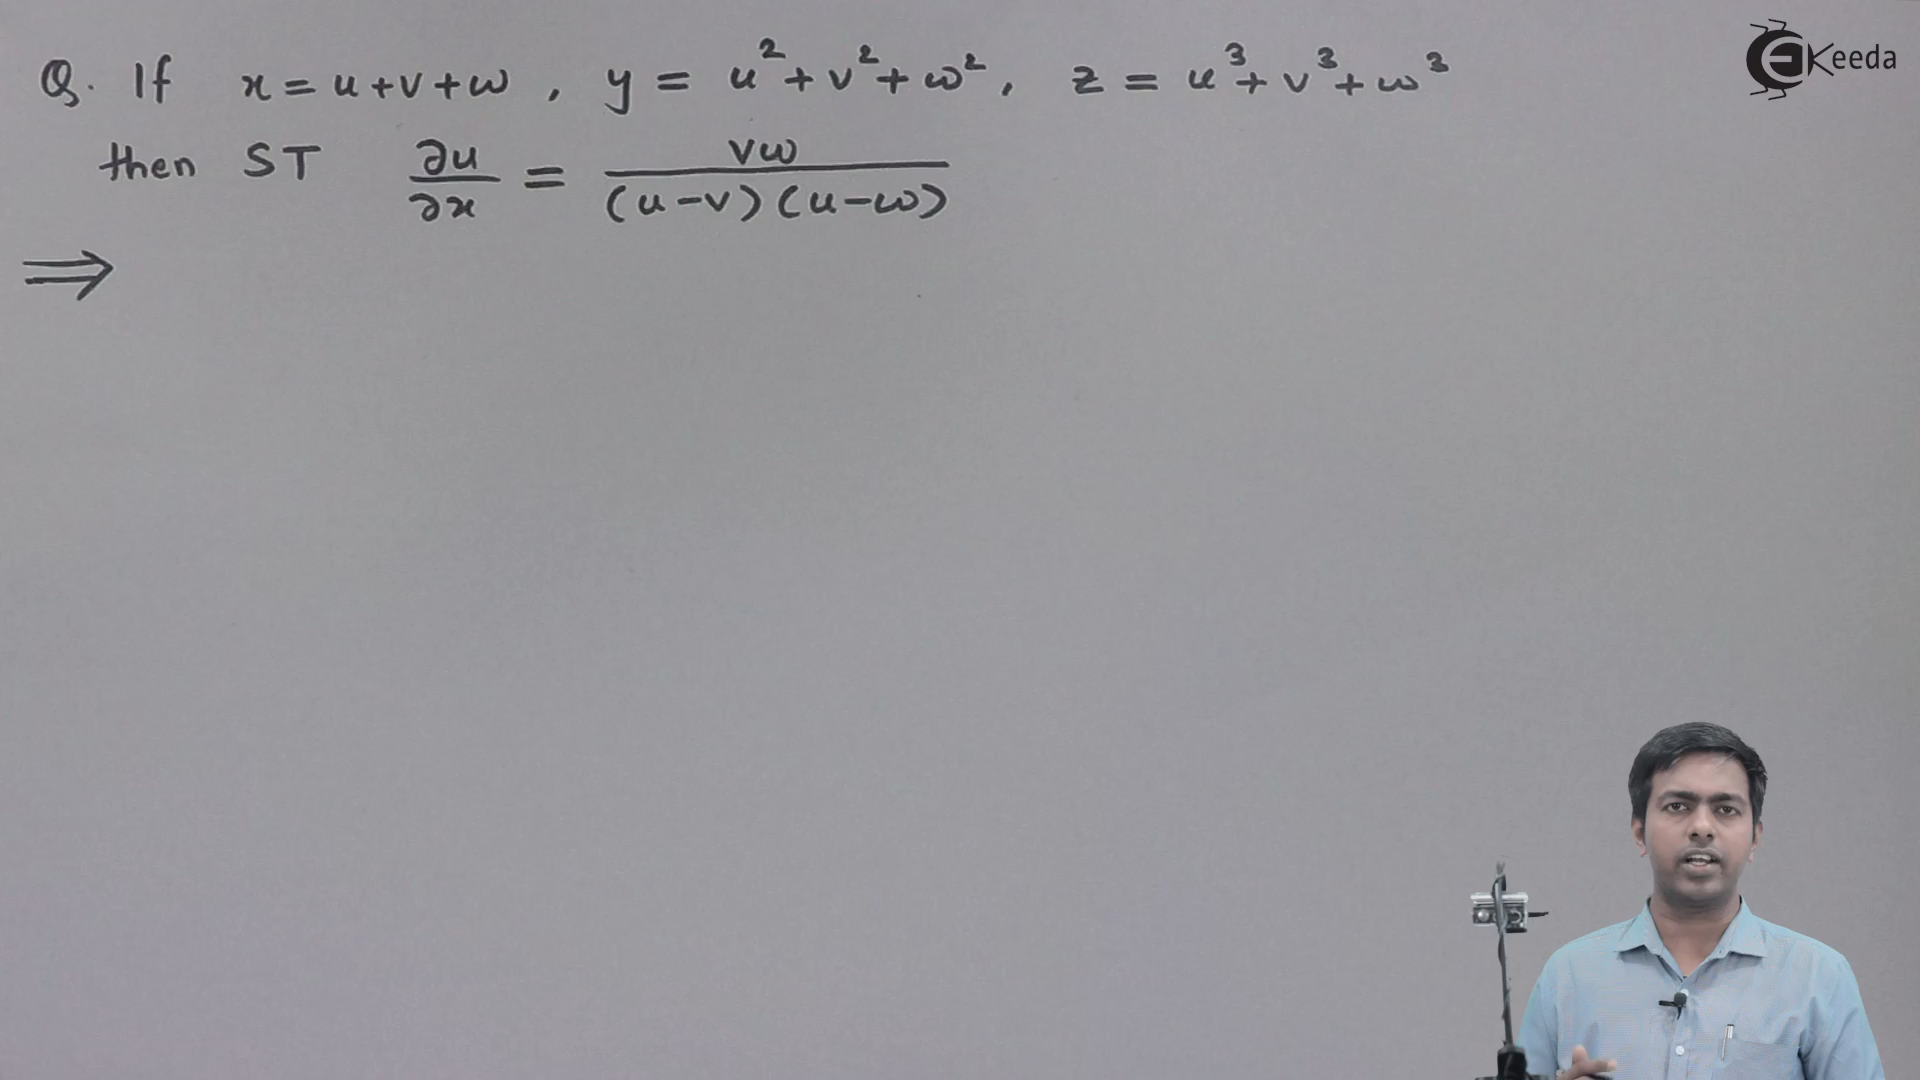 Q. If x = u + v + w , y = u² + v² + w² , z = u³ + v³ + w³
then ST ∂u/∂x = vw/((u-v)(u-w))
⇒
EKeeda